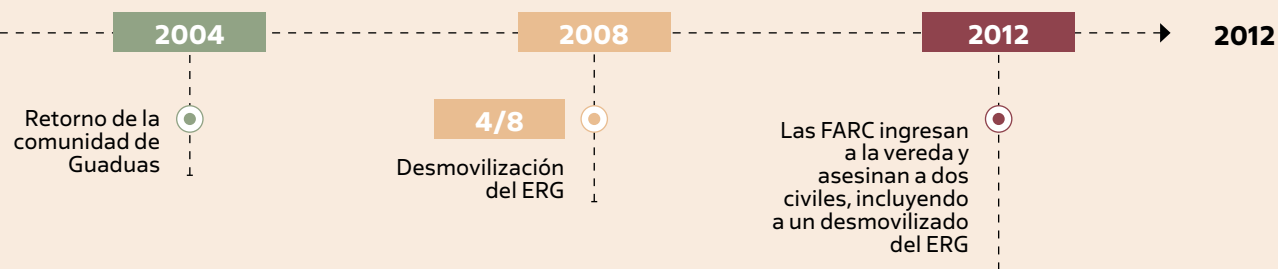 2004
2008
2012
2012
Retorno de la
comunidad de
Guaduas
4/8
Desmovilización
del ERG
Las FARC ingresan
a la vereda y
asesinan a dos
civiles, incluyendo
a un desmovilizado
del ERG